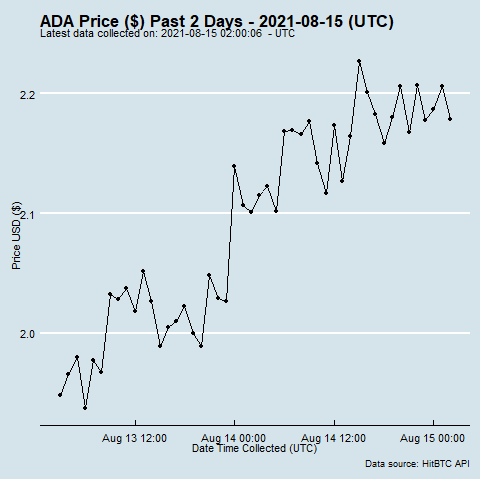 ADA Price ($) Past 2 Days - 2021-08-15 (UTC)
Latest data collected on: 2021-08-15 02:00:06 - UTC
2.2
2.1
2.0
Price USD ($)
Aug 13 12:00
Aug 14 00:00
Aug 14 12:00
Aug 15 00:00
Date Time Collected (UTC)
Data source: HitBTC API